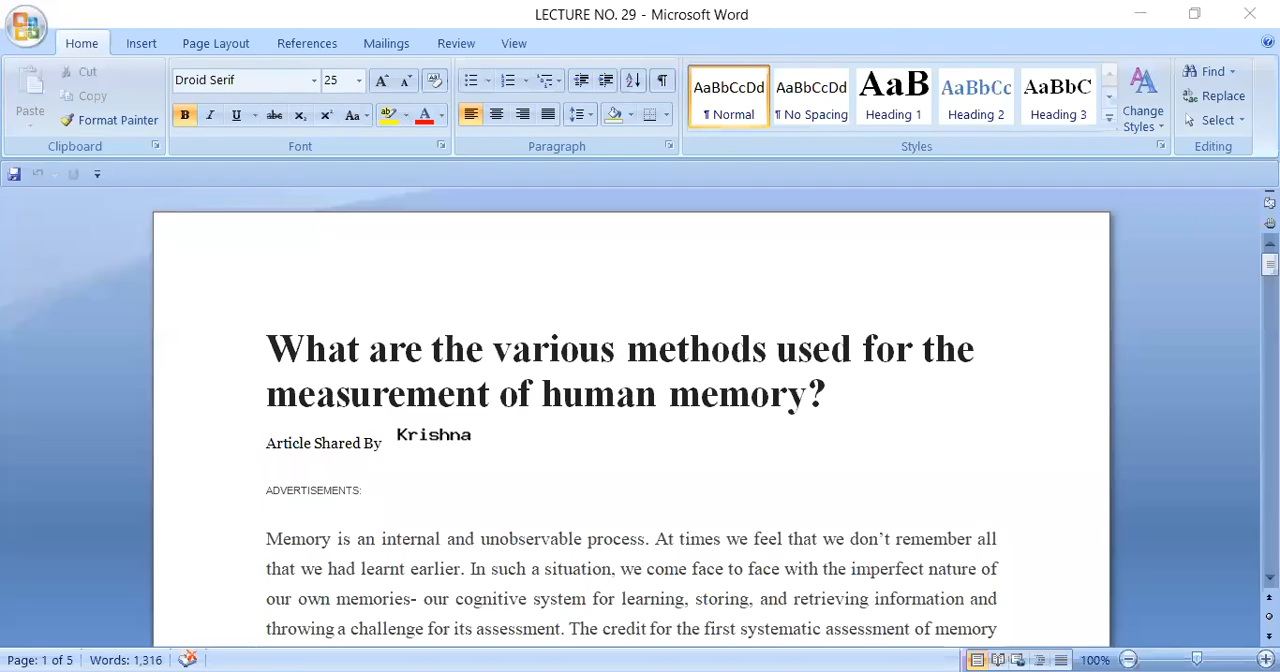 LECTURE NO. 29 - Microsoft Word
Home Insert Page Layout References Mailings Review View
Paste
Cut
Copy
Format Painter
Clipboard
Droid Serif 25
B I U abc x₂ x² Aa ab A
Font
Paragraph
AaBbCcDd AaBbCcDd AaB AaBbCc AaBbC
¶ Normal ¶ No Spacing Heading 1 Heading 2 Heading 3
Change
Styles
Styles
Find
Replace
Select
Editing
What are the various methods used for the
measurement of human memory?
Article Shared By Krishna
ADVERTISEMENTS:
Memory is an internal and unobservable process. At times we feel that we don’t remember all
that we had learnt earlier. In such a situation, we come face to face with the imperfect nature of
our own memories- our cognitive system for learning, storing, and retrieving information and
throwing a challenge for its assessment. The credit for the first systematic assessment of memory
Page: 1 of 5 Words: 1,316 100%